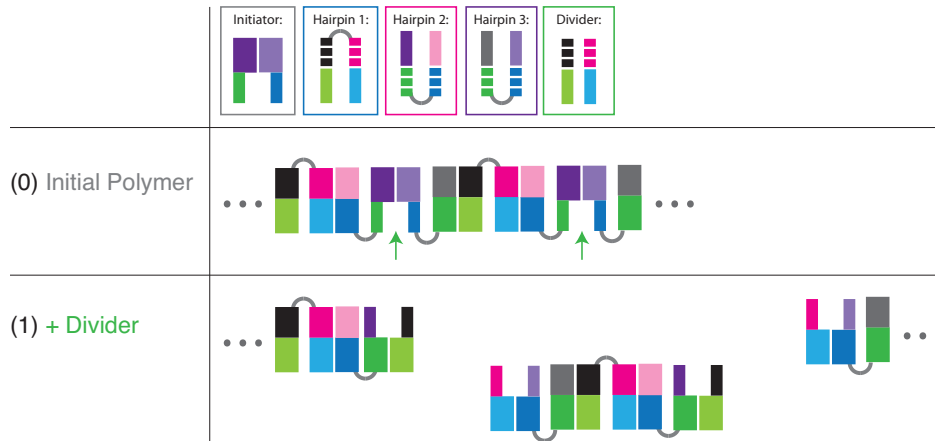 Initiator: Hairpin 1: Hairpin 2: Hairpin 3: Divider:
(0) Initial Polymer
(1) + Divider